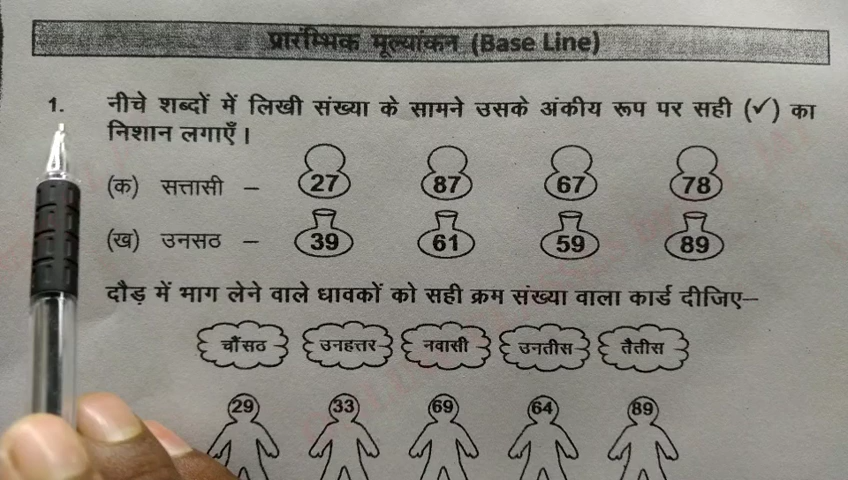 प्रारंम्भिक मूल्यांकन (Base Line)
1. नीचे शब्दों में लिखी संख्या के सामने उसके अंकीय रूप पर सही (✓) का
निशान लगाएँ।
(क) सत्तासी – 27 87 67 78
(ख) उनसठ – 39 61 59 89
दौड़ में भाग लेने वाले धावकों को सही क्रम संख्या वाला कार्ड दीजिए–
चौंसठ उनहत्तर नवासी उनतीस तैतीस
29 33 69 64 89